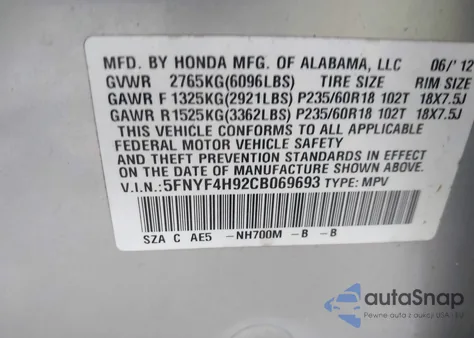 MFD. BY HONDA MFG. OF ALABAMA, LLC 06/'12
GVWR 2765KG(6096LBS) TIRE SIZE RIM SIZE
GAWR F 1325KG(2921LBS) P235/60R18 102T 18X7.5J
GAWR R1525KG(3362LBS) P235/60R18 102T 18X7.5J
THIS VEHICLE CONFORMS TO ALL APPLICABLE
FEDERAL MOTOR VEHICLE SAFETY
AND THEFT PREVENTION STANDARDS IN EFFECT
ON THE DATE OF MANUFACTURE SHOWN ABOVE.
V.I.N.: 5FNYF4H92CB069693 TYPE: MPV
SZA C AE5 -NH700M -B -B
autoSnap
Pewne auta z USA